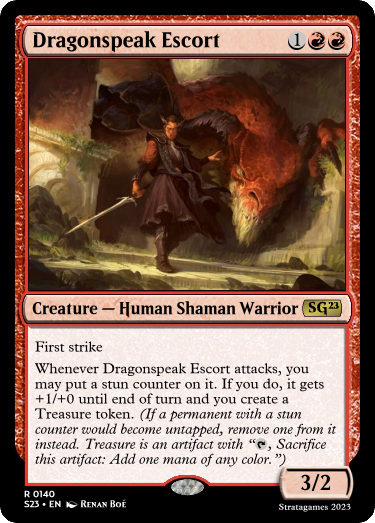 Dragonspeak Escort 1
Creature — Human Shaman Warrior SG23
First strike
Whenever Dragonspeak Escort attacks, you
may put a stun counter on it. If you do, it gets
+1/+0 until end of turn and you create a
Treasure token. (If a permanent with a stun
counter would become untapped, remove one from it
instead. Treasure is an artifact with “, Sacrifice
this artifact: Add one mana of any color.”)
3/2
R 0140
S23 • EN Renan Boé
Stratagames 2023